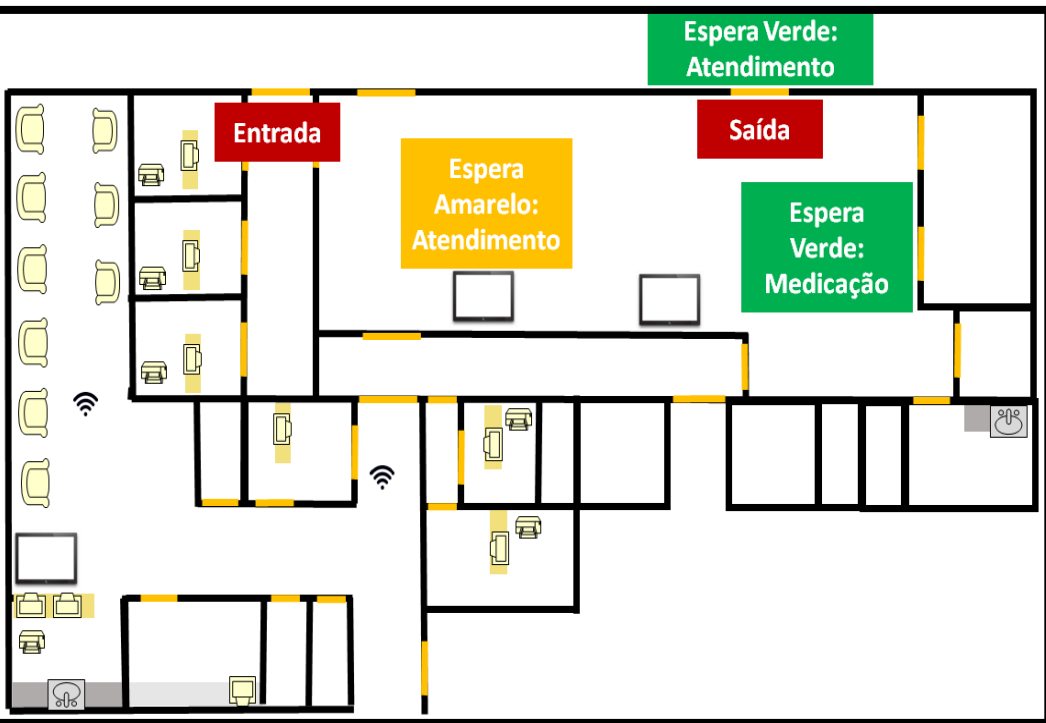 Espera Verde:
Atendimento
Entrada
Saída
Espera
Amarelo:
Atendimento
Espera
Verde:
Medicação